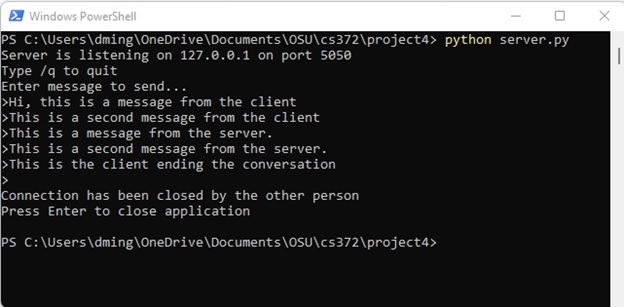 Windows PowerShell
PS C:\Users\dming\OneDrive\Documents\OSU\cs372\project4> python server.py
Server is listening on 127.0.0.1 on port 5050
Type /q to quit
Enter message to send...
>Hi, this is a message from the client
>This is a second message from the client
>This is a message from the server.
>This is a second message from the server.
>This is the client ending the conversation
>
Connection has been closed by the other person
Press Enter to close application
PS C:\Users\dming\OneDrive\Documents\OSU\cs372\project4>